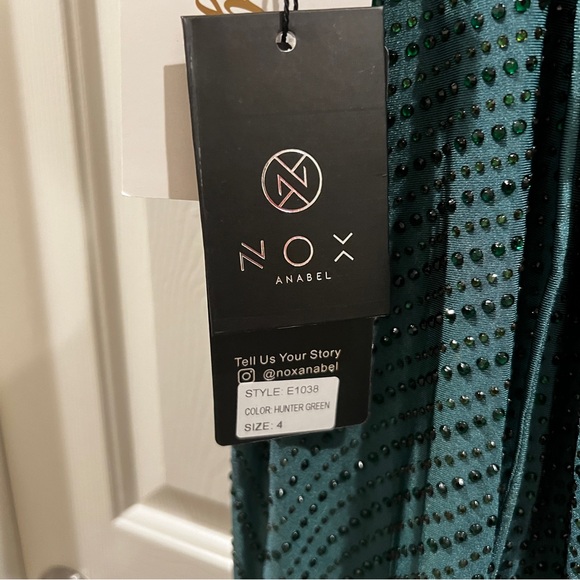 NOX
ANABEL
Tell Us Your Story
@noxanabel
STYLE: E1038
COLOR: HUNTER GREEN
SIZE: 4